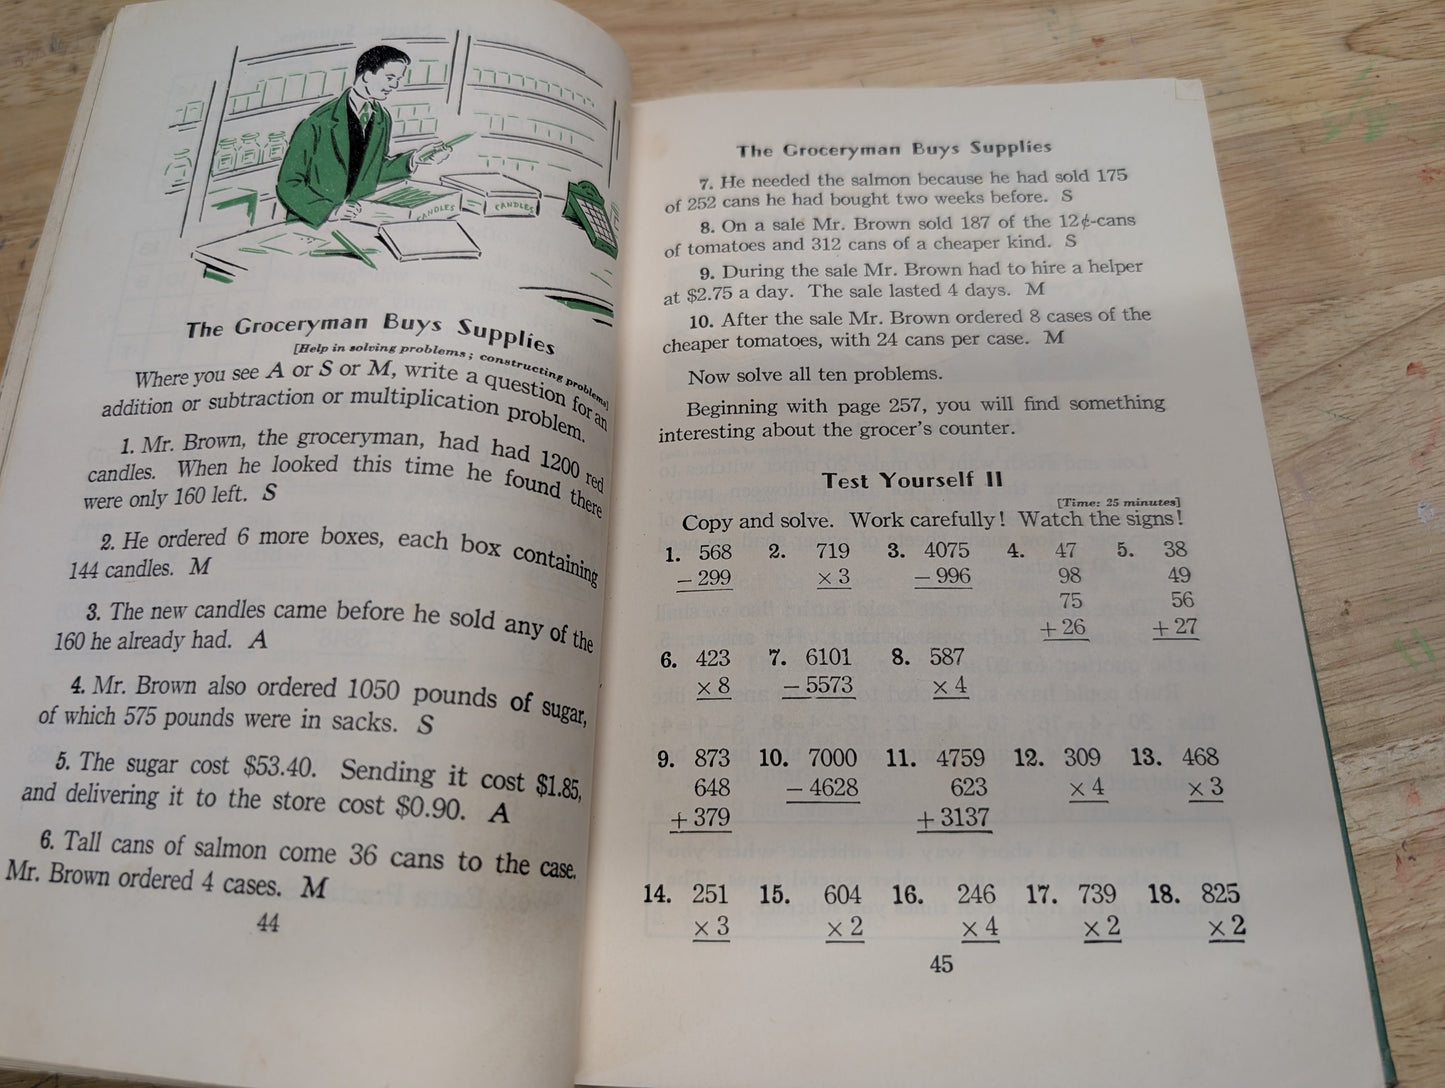 CANDLES
CANDLES
The Groceryman Buys Supplies
[Help in solving problems; constructing problems]
Where you see A or S or M, write a question for an
addition or subtraction or multiplication problem.
1. Mr. Brown, the groceryman, had had 1200 red
candles. When he looked this time he found there
were only 160 left. S
2. He ordered 6 more boxes, each box containing
144 candles. M
3. The new candles came before he sold any of the
160 he already had. A
4. Mr. Brown also ordered 1050 pounds of sugar,
of which 575 pounds were in sacks. S
5. The sugar cost $53.40. Sending it cost $1.85,
and delivering it to the store cost $0.90. A
6. Tall cans of salmon come 36 cans to the case.
Mr. Brown ordered 4 cases. M
44
The Groceryman Buys Supplies
7. He needed the salmon because he had sold 175
of 252 cans he had bought two weeks before. S
8. On a sale Mr. Brown sold 187 of the 12¢-cans
of tomatoes and 312 cans of a cheaper kind. S
9. During the sale Mr. Brown had to hire a helper
at $2.75 a day. The sale lasted 4 days. M
10. After the sale Mr. Brown ordered 8 cases of the
cheaper tomatoes, with 24 cans per case. M
Now solve all ten problems.
Beginning with page 257, you will find something
interesting about the grocer's counter.
Test Yourself II
[Time: 25 minutes]
Copy and solve. Work carefully! Watch the signs!
1. 568 2. 719 3. 4075 4. 47 5. 38
− 299 × 3 − 996 98 49
75 56
+ 26 + 27
6. 423 7. 6101 8. 587
× 8 − 5573 × 4
9. 873 10. 7000 11. 4759 12. 309 13. 468
648 − 4628 623 × 4 × 3
+ 379 + 3137
14. 251 15. 604 16. 246 17. 739 18. 825
× 3 × 2 × 4 × 2 × 2
45